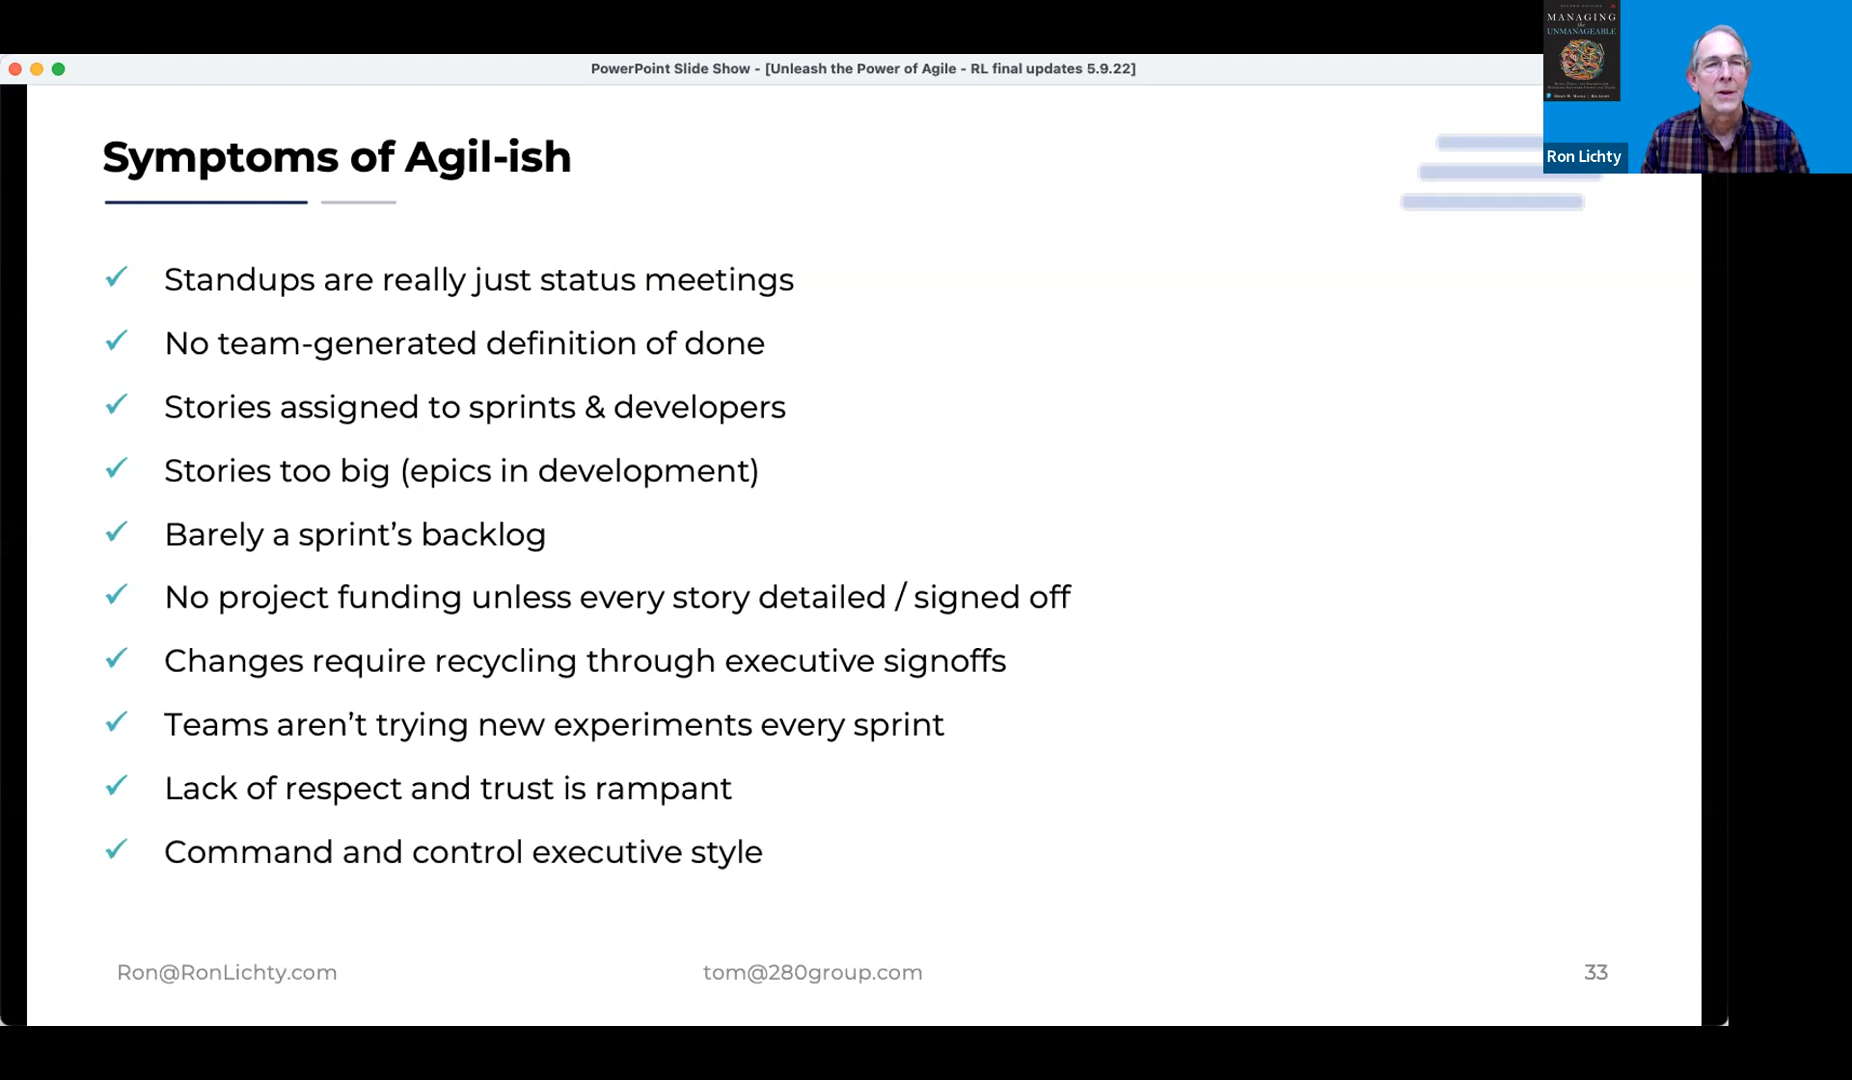 PowerPoint Slide Show - [Unleash the Power of Agile - RL final updates 5.9.22]
MANAGING
the
UNMANAGEABLE
Ron Lichty
Symptoms of Agil-ish
✓ Standups are really just status meetings
✓ No team-generated definition of done
✓ Stories assigned to sprints & developers
✓ Stories too big (epics in development)
✓ Barely a sprint’s backlog
✓ No project funding unless every story detailed / signed off
✓ Changes require recycling through executive signoffs
✓ Teams aren’t trying new experiments every sprint
✓ Lack of respect and trust is rampant
✓ Command and control executive style
Ron@RonLichty.com
tom@280group.com
33